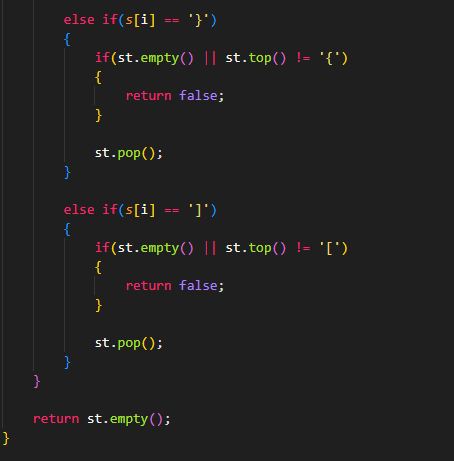 else if(s[i] == '}')
{
if(st.empty() || st.top() != '{')
{
return false;
}
st.pop();
}
else if(s[i] == ']')
{
if(st.empty() || st.top() != '[')
{
return false;
}
st.pop();
}
}
return st.empty();
}